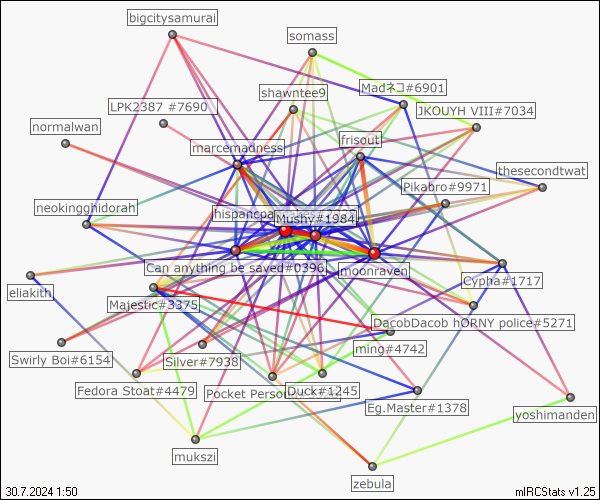 bigcitysamurai
somass
shawntee9
Madネコ#6901
LPK2387 #7690
JKOUYH VIII#7034
normalwan
marcemadness
frisout
thesecondtwat
Pikabro#9971
neokingghidorah
hispanicpa
Mushy#1984
Can anything be saved#0396
moonraven
Cypha#1717
eliakith
Majestic#3375
DacobDacob hORNY police#5271
ming#4742
Swirly Boi#6154
Silver#7938
Fedora Stoat#4479
Pocket Person
Duck#1245
Eg.Master#1378
yoshimanden
mukszi
zebula
30.7.2024 1:50
mIRCStats v1.25